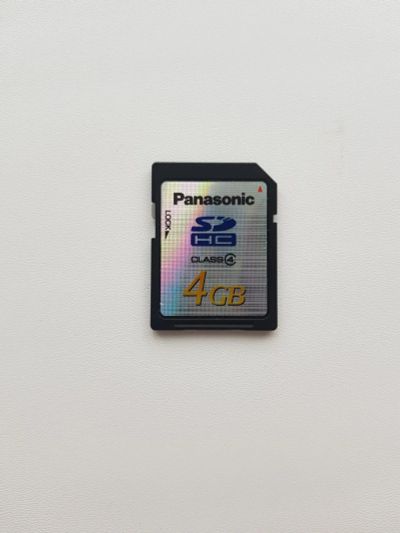 Panasonic
LOCK
SD
HC
CLASS 4
4GB